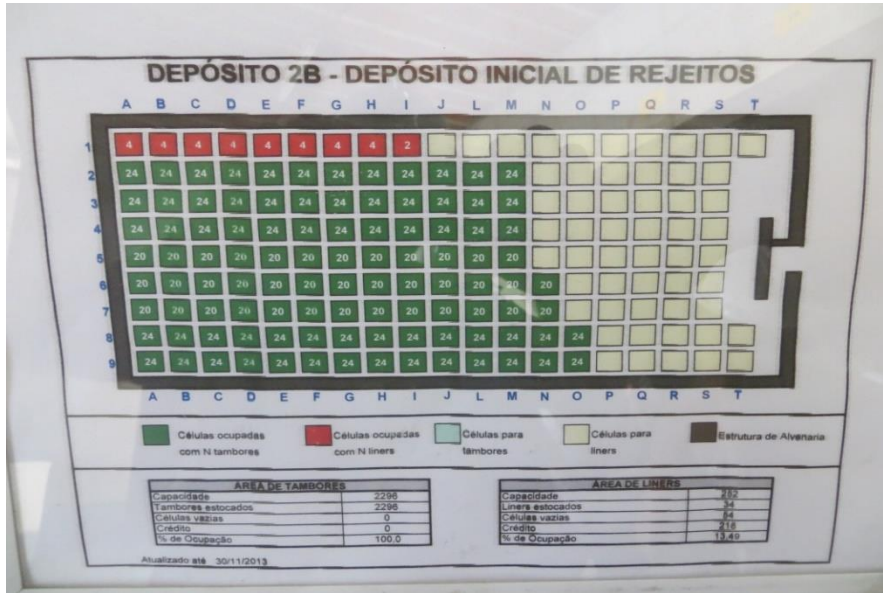 DEPÓSITO 2B - DEPÓSITO INICIAL DE REJEITOS
A B C D E F G H I J L M N O P Q R S T
1 4 4 4 4 4 4 4 4 2
2 24 24 24 24 24 24 24 24 24 24 24 24
3 24 24 24 24 24 24 24 24 24 24 24 24
4 24 24 24 24 24 24 24 24 24 24 24 24
5 20 20 20 20 20 20 20 20 20 20 20 20
6 20 20 20 20 20 20 20 20 20 20 20 20 20
7 20 20 20 20 20 20 20 20 20 20 20 20 20
8 24 24 24 24 24 24 24 24 24 24 24 24 24 24
9 24 24 24 24 24 24 24 24 24 24 24 24 24 24
A B C D E F G H I J L M N O P Q R S T
Células ocupadas
com N tambores
Células ocupadas
com N liners
Células para
tambores
Células para
liners
Estrutura de Alvenaria
ÁREA DE TAMBORES
Capacidade 2296
Tambores estocados 2296
Células vazias 0
Crédito 0
% de Ocupação 100,0
ÁREA DE LINERS
Capacidade 252
Liners estocados 34
Células vazias 54
Crédito 218
% de Ocupação 13,49
Atualizado até 30/11/2013